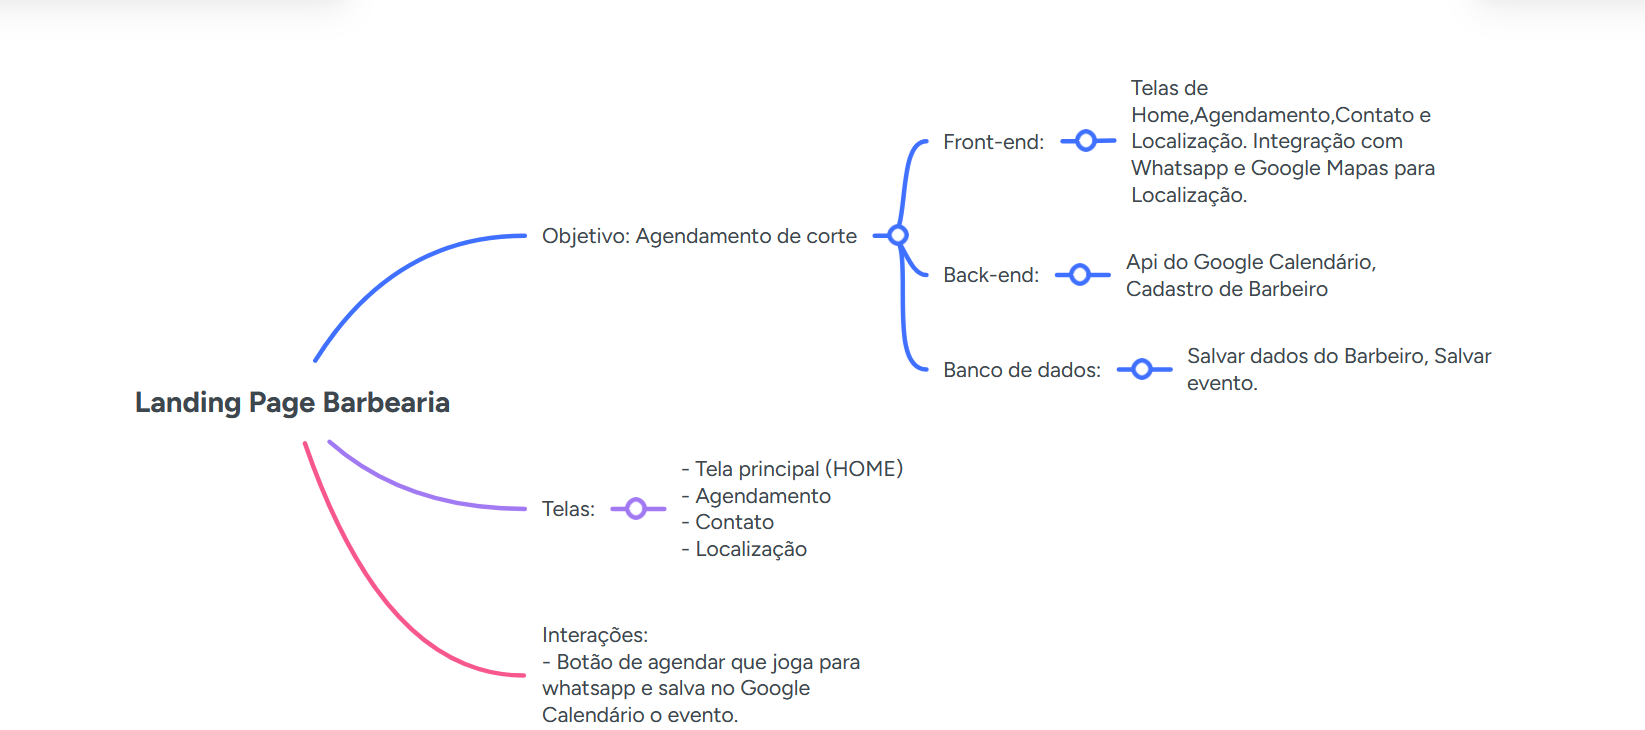 Landing Page Barbearia
Objetivo: Agendamento de corte
Front-end:
Telas de
Home,Agendamento,Contato e
Localização. Integração com
Whatsapp e Google Mapas para
Localização.
Back-end:
Api do Google Calendário,
Cadastro de Barbeiro
Banco de dados:
Salvar dados do Barbeiro, Salvar
evento.
Telas:
- Tela principal (HOME)
- Agendamento
- Contato
- Localização
Interações:
- Botão de agendar que joga para
whatsapp e salva no Google
Calendário o evento.